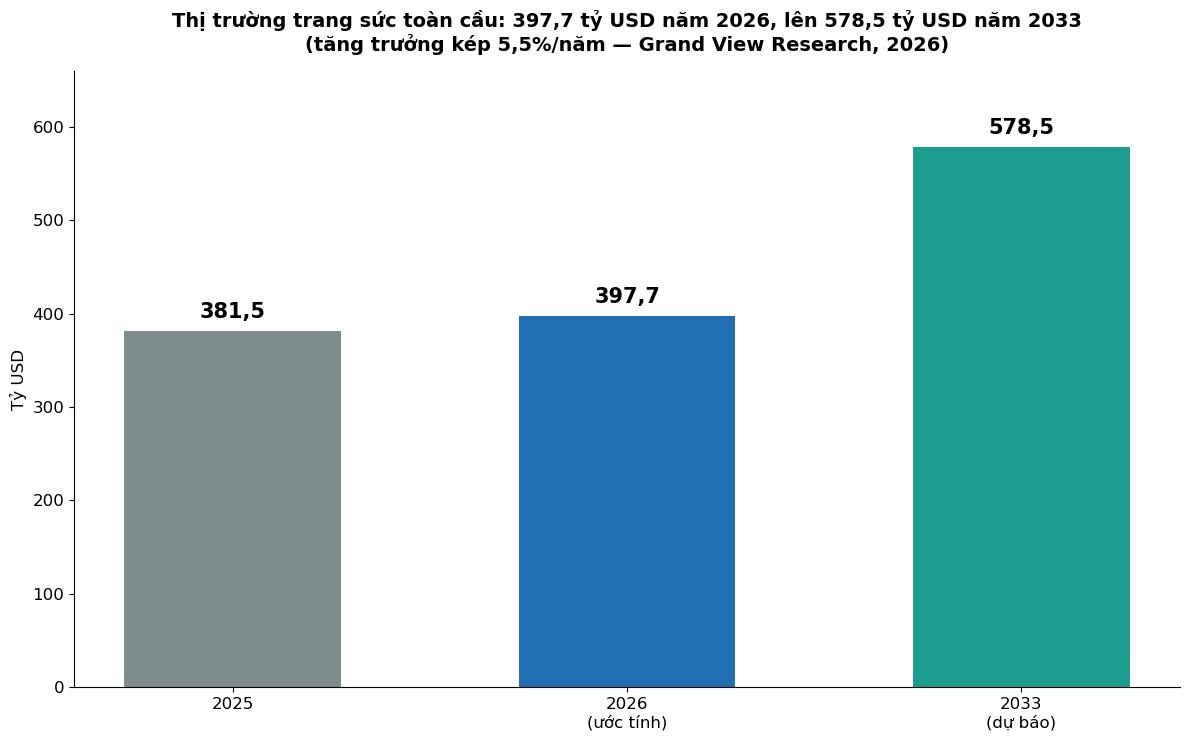 Thị trường trang sức toàn cầu: 397,7 tỷ USD năm 2026, lên 578,5 tỷ USD năm 2033
(tăng trưởng kép 5,5%/năm — Grand View Research, 2026)
Tỷ USD
600
500
400
300
200
100
0
381,5
397,7
578,5
2025
2026
(ước tính)
2033
(dự báo)